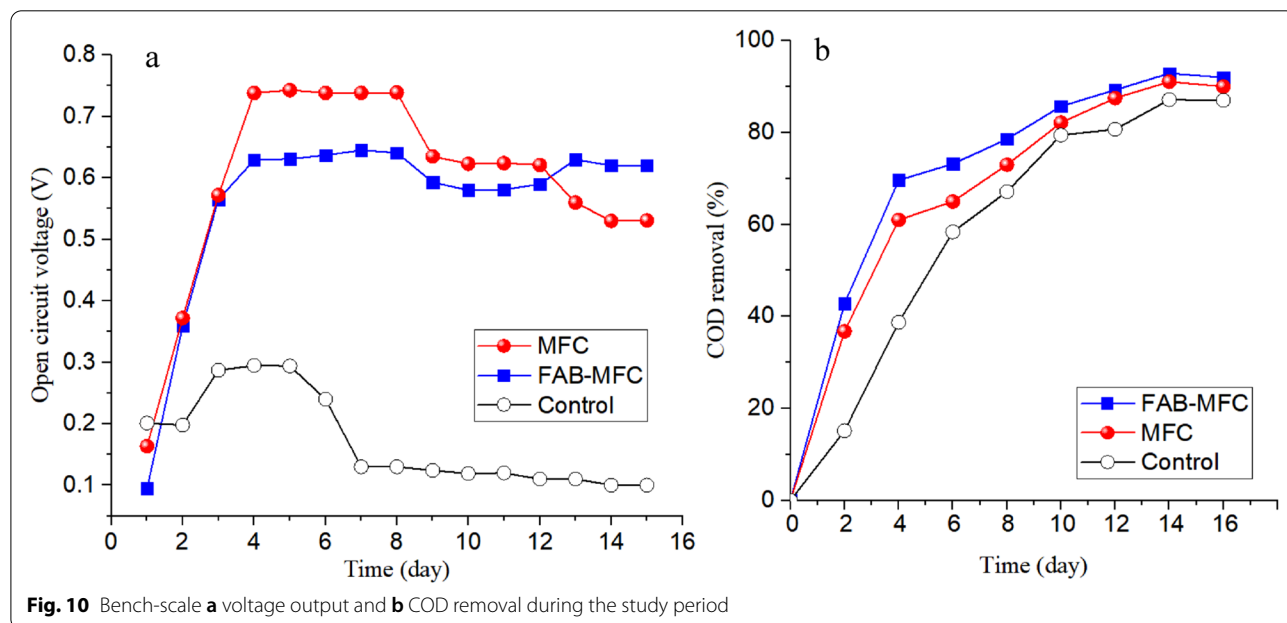 a
0.8
0.7
0.6
0.5
0.4
0.3
0.2
0.1
Open circuit voltage (V)
MFC
FAB-MFC
Control
0 2 4 6 8 10 12 14 16
Time (day)
b
100
80
60
40
20
0
COD removal (%)
FAB-MFC
MFC
Control
0 2 4 6 8 10 12 14 16
Time (day)
Fig. 10 Bench-scale a voltage output and b COD removal during the study period